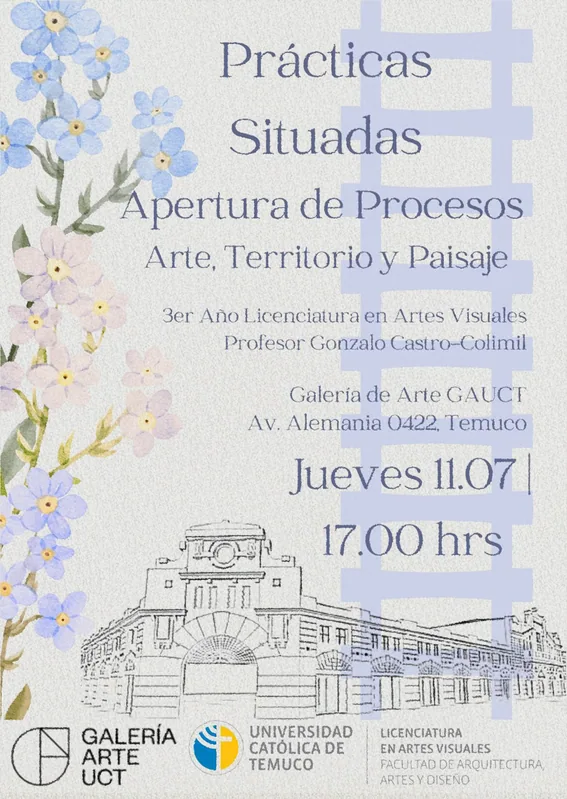 Prácticas
Situadas
Apertura de Procesos
Arte, Territorio y Paisaje
3er Año Licenciatura en Artes Visuales
Profesor Gonzalo Castro-Colimil
Galería de Arte GAUCT
Av. Alemania 0422, Temuco
Jueves 11.07 |
17.00 hrs
GALERÍA
ARTE
UCT
UNIVERSIDAD
CATÓLICA DE
TEMUCO
LICENCIATURA
EN ARTES VISUALES
FACULTAD DE ARQUITECTURA,
ARTES Y DISEÑO